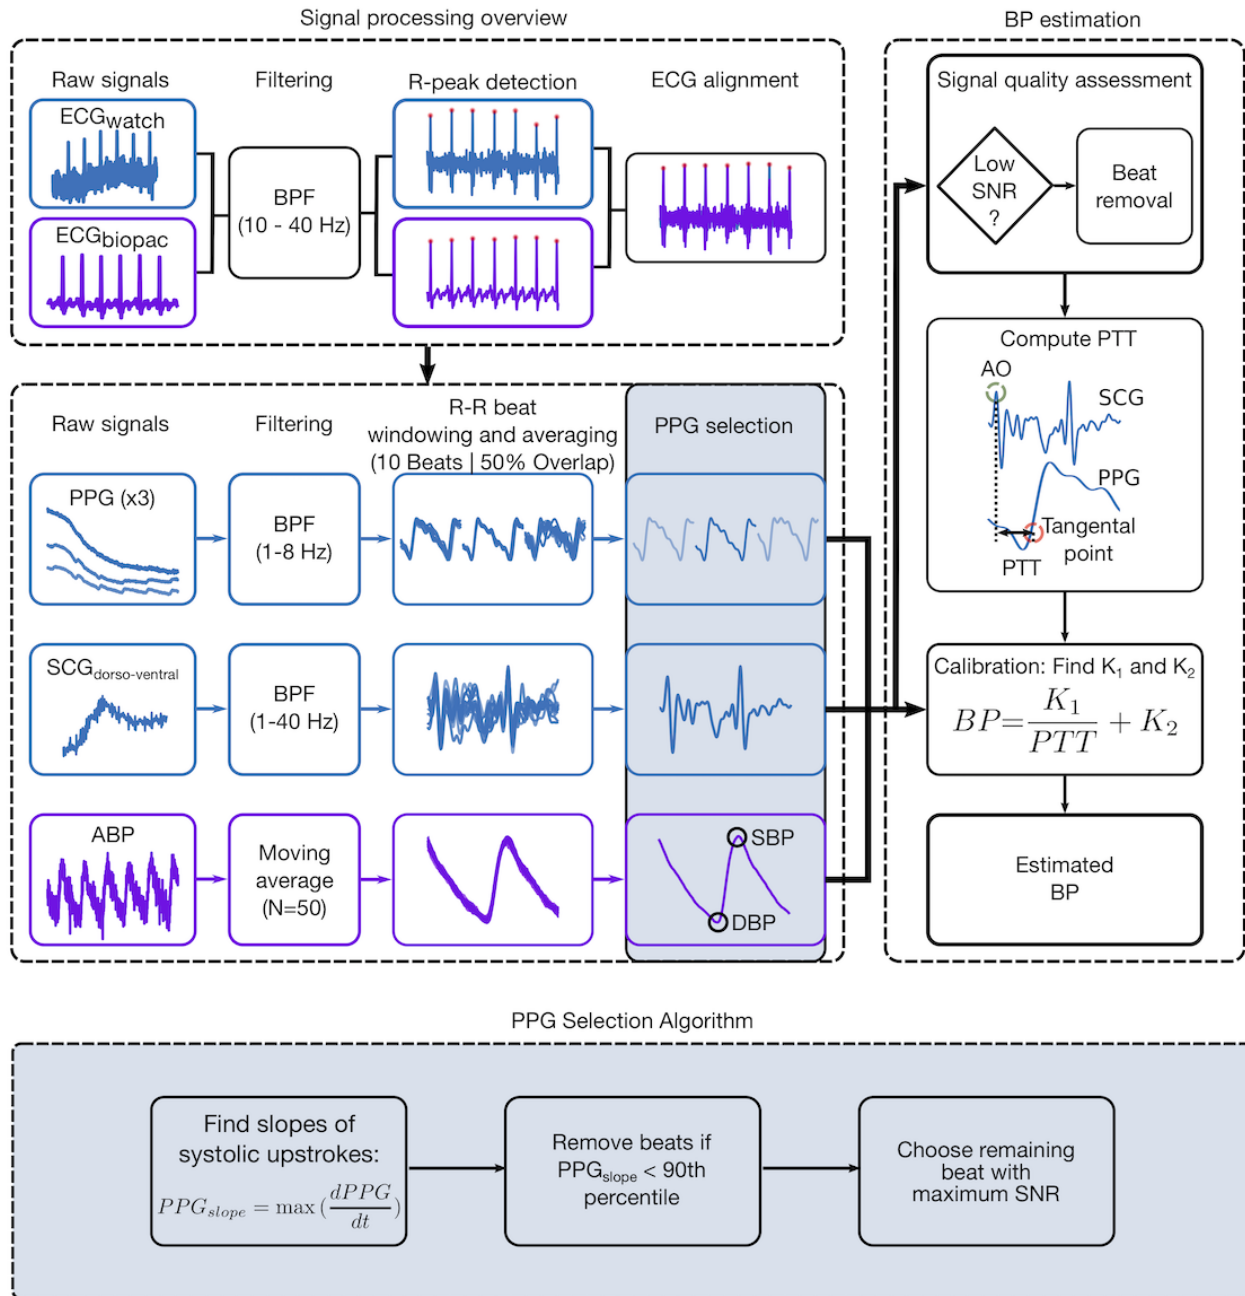 Signal processing overview
Raw signals
Filtering
R-peak detection
ECG alignment
ECGwatch
ECGbiopac
BPF
(10 - 40 Hz)
Raw signals
Filtering
R-R beat
windowing and averaging
(10 Beats | 50% Overlap)
PPG selection
PPG (x3)
BPF
(1-8 Hz)
SCGdorso-ventral
BPF
(1-40 Hz)
ABP
Moving
average
(N=50)
SBP
DBP
BP estimation
Signal quality assessment
Low
SNR
?
Beat
removal
Compute PTT
AO
SCG
PPG
Tangental
point
PTT
Calibration: Find K₁ and K₂
BP=K₁/PTT + K₂
Estimated
BP
PPG Selection Algorithm
Find slopes of
systolic upstrokes:
PPGslope = max (dPPG/dt)
Remove beats if
PPGslope < 90th
percentile
Choose remaining
beat with
maximum SNR